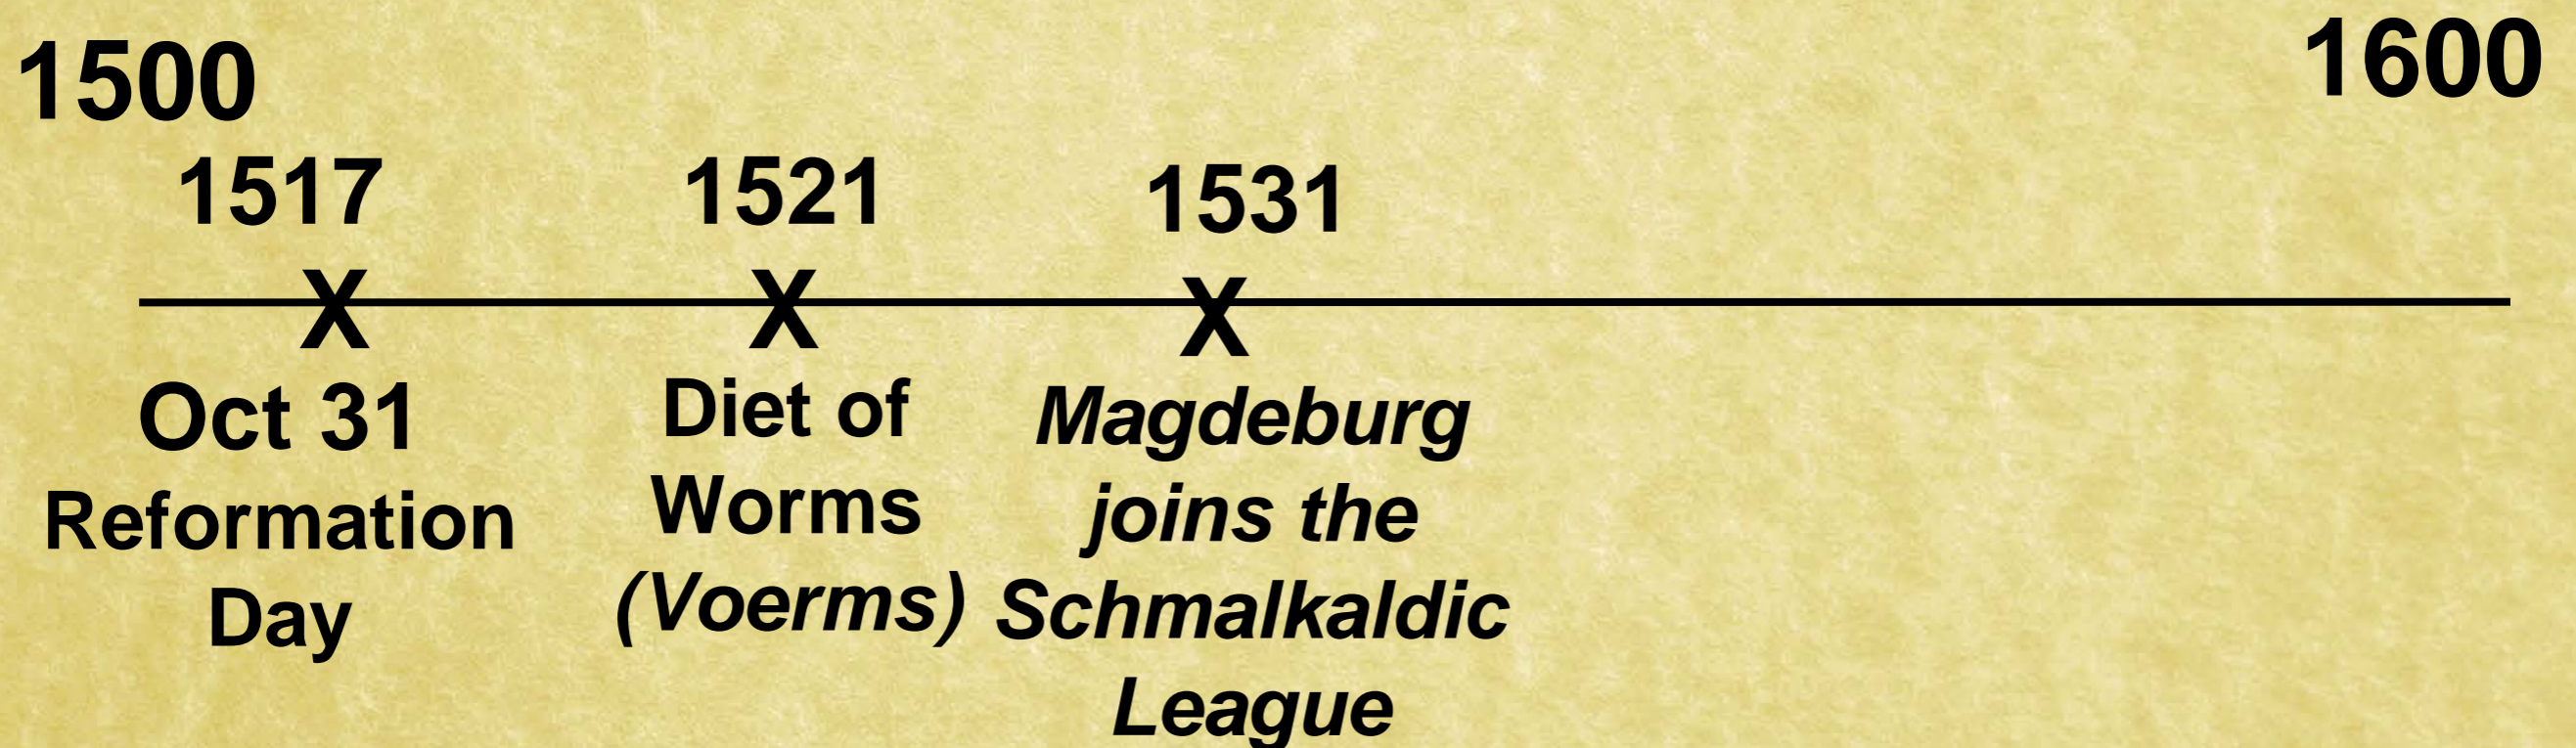 1500
1600
1517
1521
1531
X
X
X
Oct 31
Reformation
Day
Diet of
Worms
(Voerms)
Magdeburg
joins the
Schmalkaldic
League